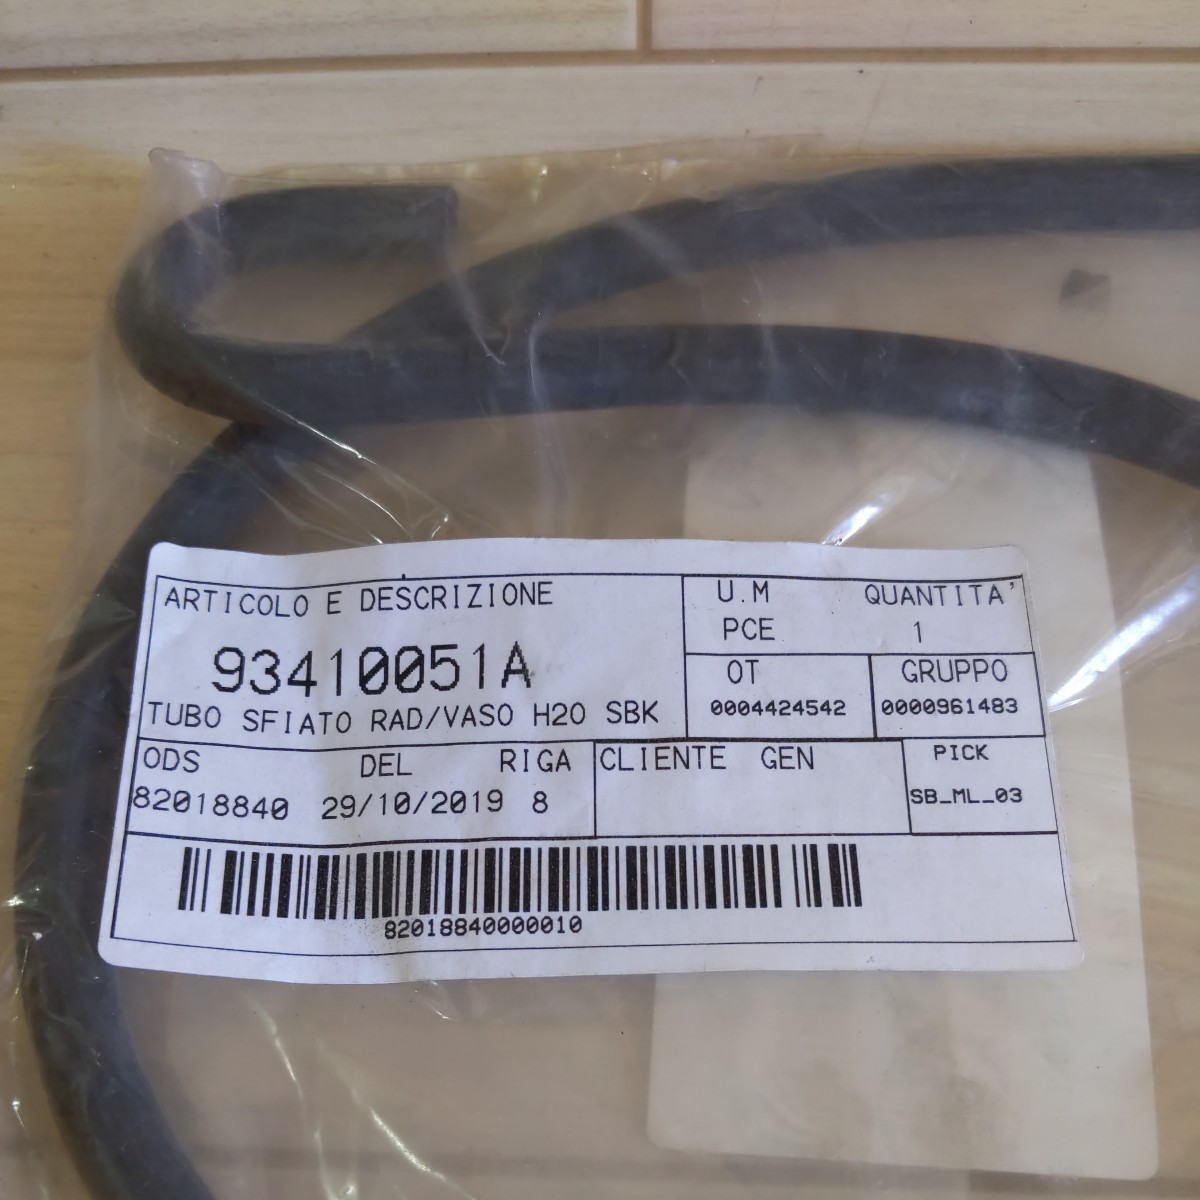 ARTICOLO E DESCRIZIONE
93410051A
TUBO SFIATO RAD/VASO H2O SBK
U.M QUANTITA'
PCE 1
OT GRUPPO
0004424542 0000961483
ODS DEL RIGA
82018840 29/10/2019 8
CLIENTE GEN
PICK
SB_ML_03
82018840000010